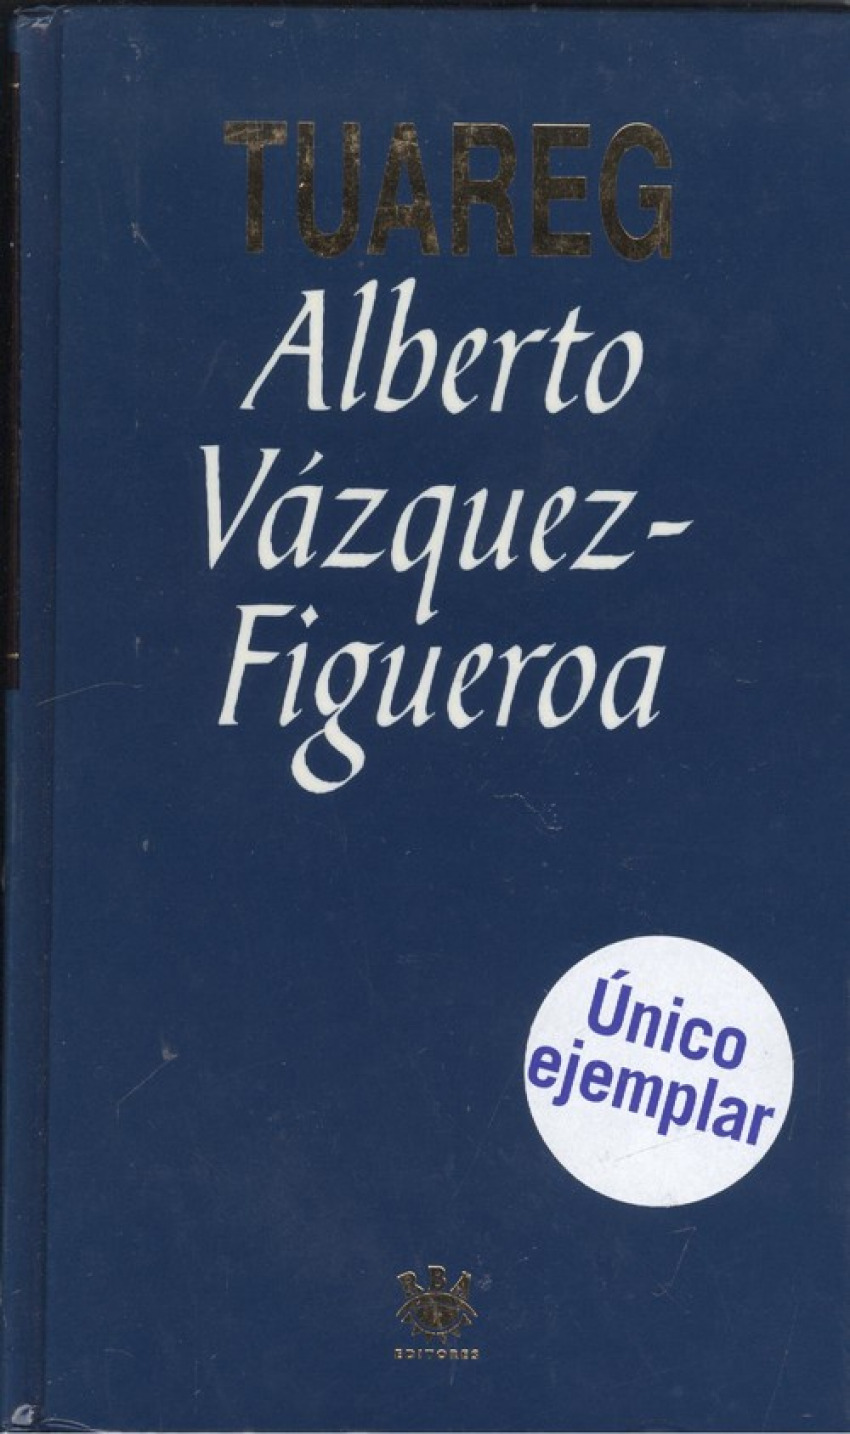 TUAREG
Alberto
Vázquez-
Figueroa
Único
ejemplar
RBA
EDITORES